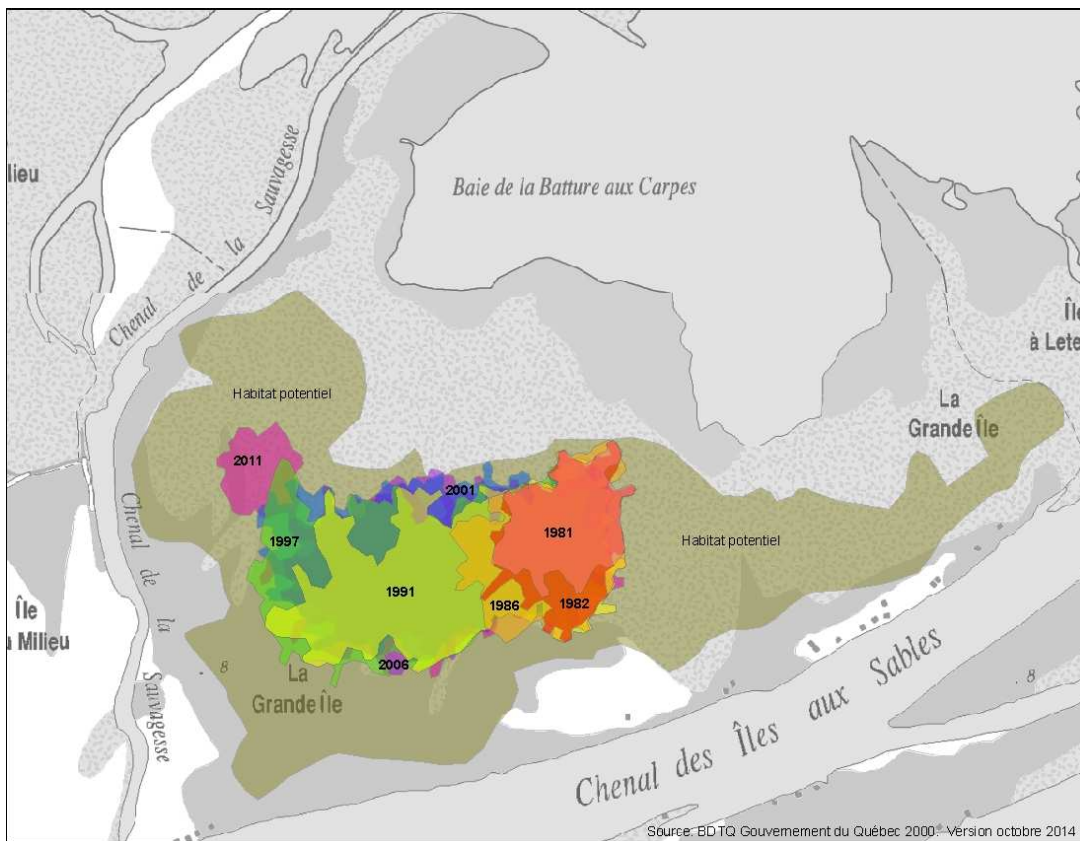 Sauvagesse
la
de
Chenal
lieu
Baie de la Batture aux Carpes
Habitat potentiel
La
Grande Île
à Lete
2011
2001
1997
1981
1991
1986
1982
2006
Habitat potentiel
Chenal de la
Sauvagesse
Île
Milieu
8
La
Grande Île
Chenal des Îles aux Sables
8
Source: BDTQ Gouvernement du Québec 2000. Version octobre 2014